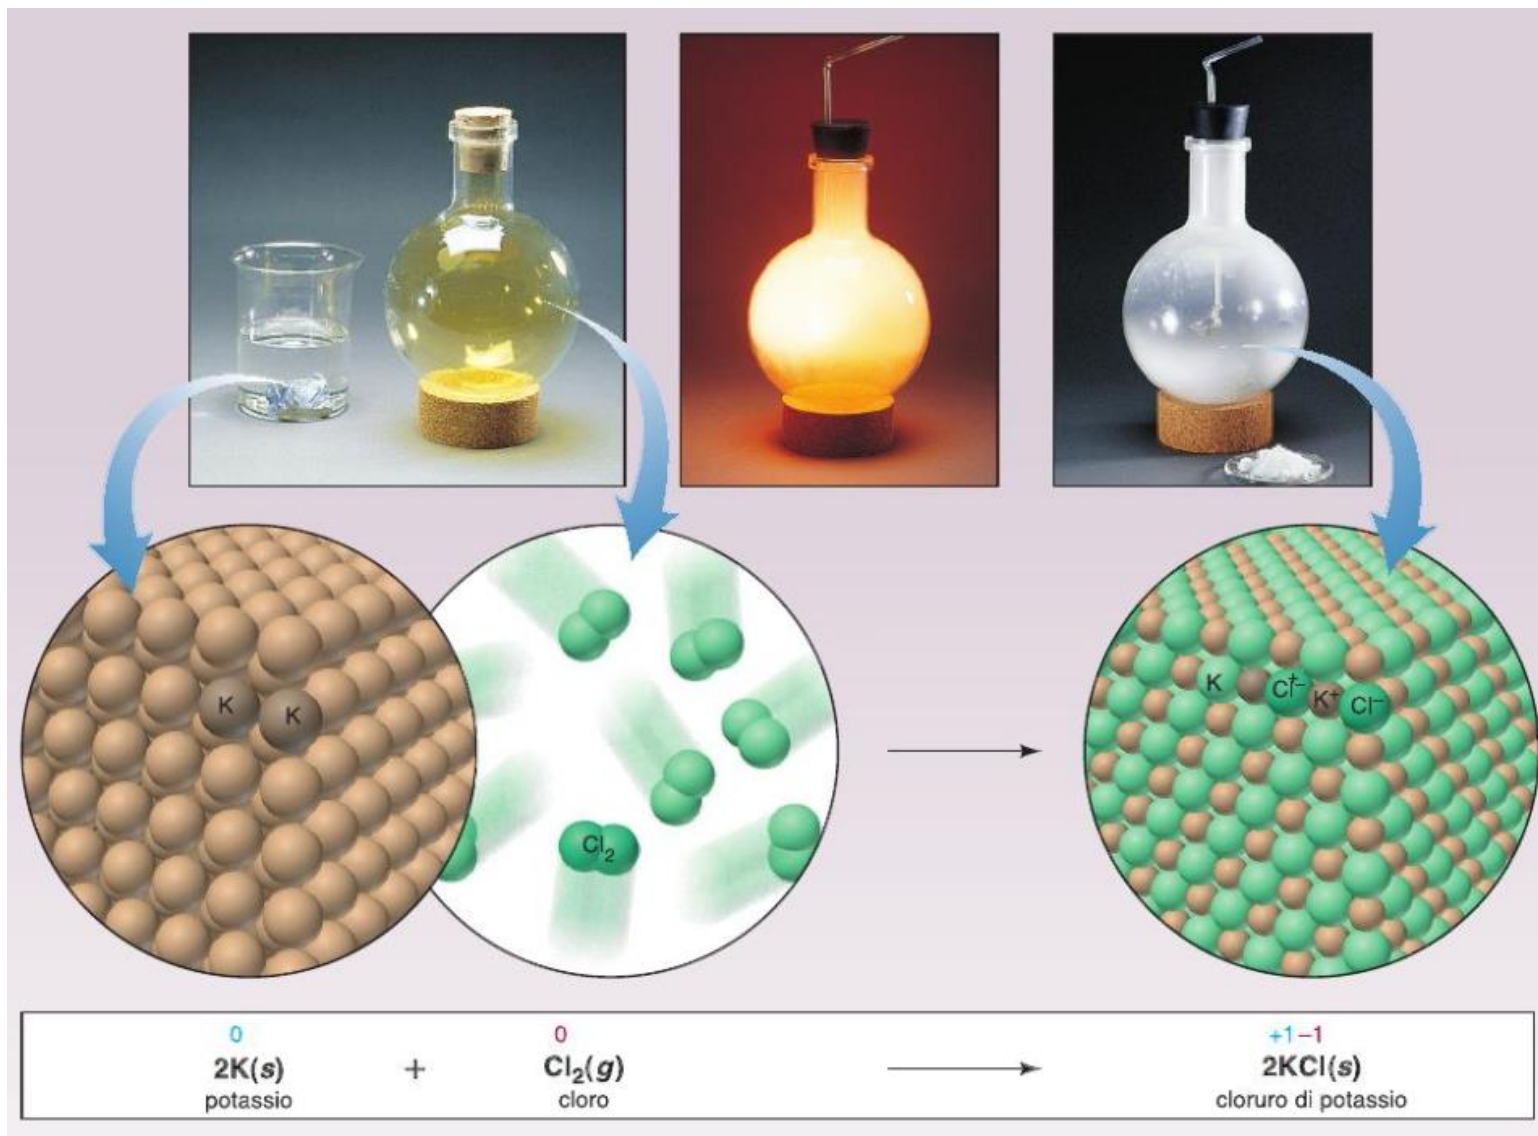 K
K
Cl₂
K
Cl⁺⁻
K⁺
Cl⁻
0
0
+1 –1
2K(s) + Cl₂(g) 2KCl(s)
potassio cloro cloruro di potassio